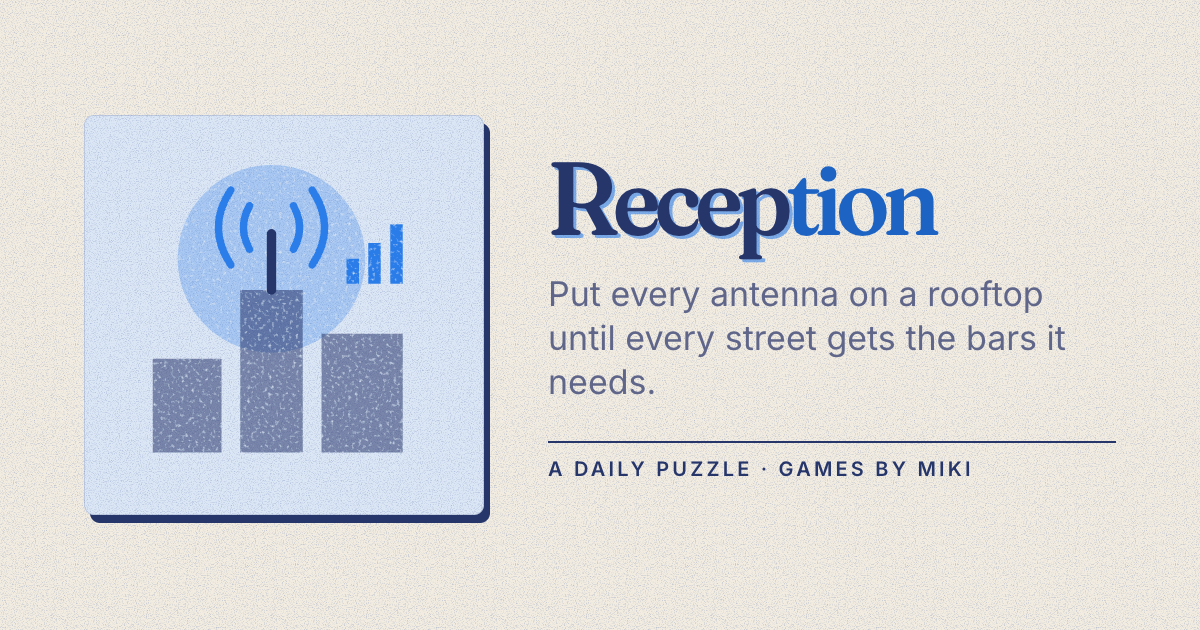 Reception
Put every antenna on a rooftop
until every street gets the bars it
needs.
A DAILY PUZZLE · GAMES BY MIKI